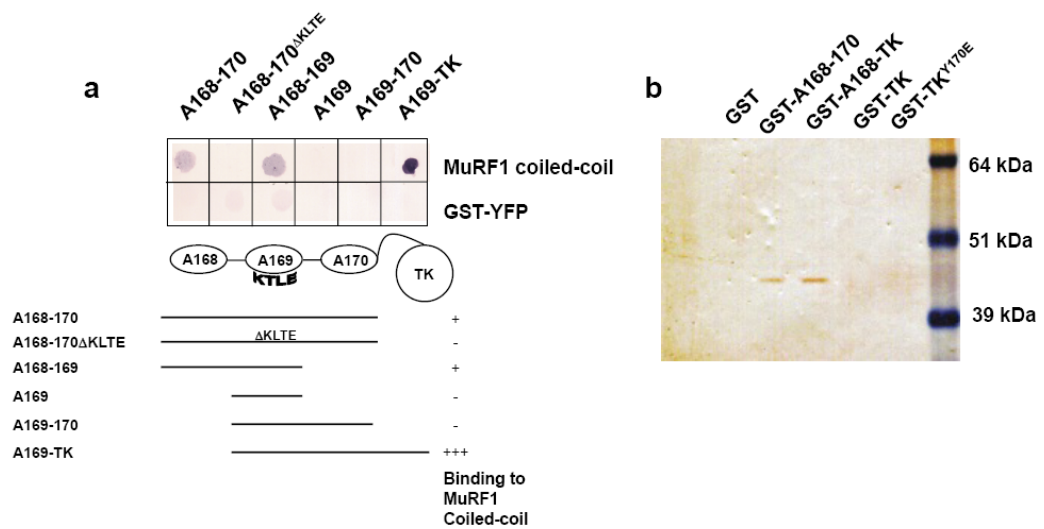 a
A168-170
A168-170ΔKLTE
A168-169
A169
A169-170
A169-TK
MuRF1 coiled-coil
GST-YFP
A168
A169
A170
TK
KTLE
A168-170
+
ΔKLTE
A168-170ΔKLTE
-
A168-169
+
A169
-
A169-170
-
A169-TK
+++
Binding to
MuRF1
Coiled-coil
b
GST
GST-A168-170
GST-A168-TK
GST-TK
GST-TKY170E
64 kDa
51 kDa
39 kDa